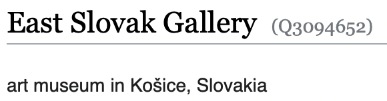 East Slovak Gallery (Q3094652)
art museum in Košice, Slovakia